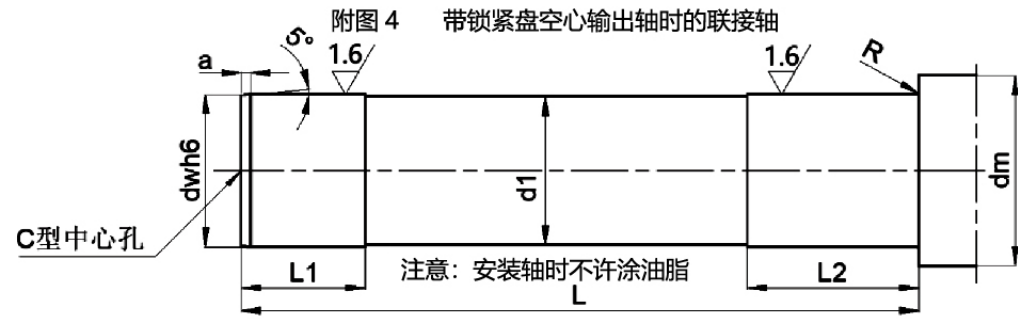 附图 4 带锁紧盘空心输出轴时的联接轴
5°
1.6
1.6
R
a
dwh6
d1
dm
C型中心孔
L1
注意：安装轴时不许涂油脂
L2
L